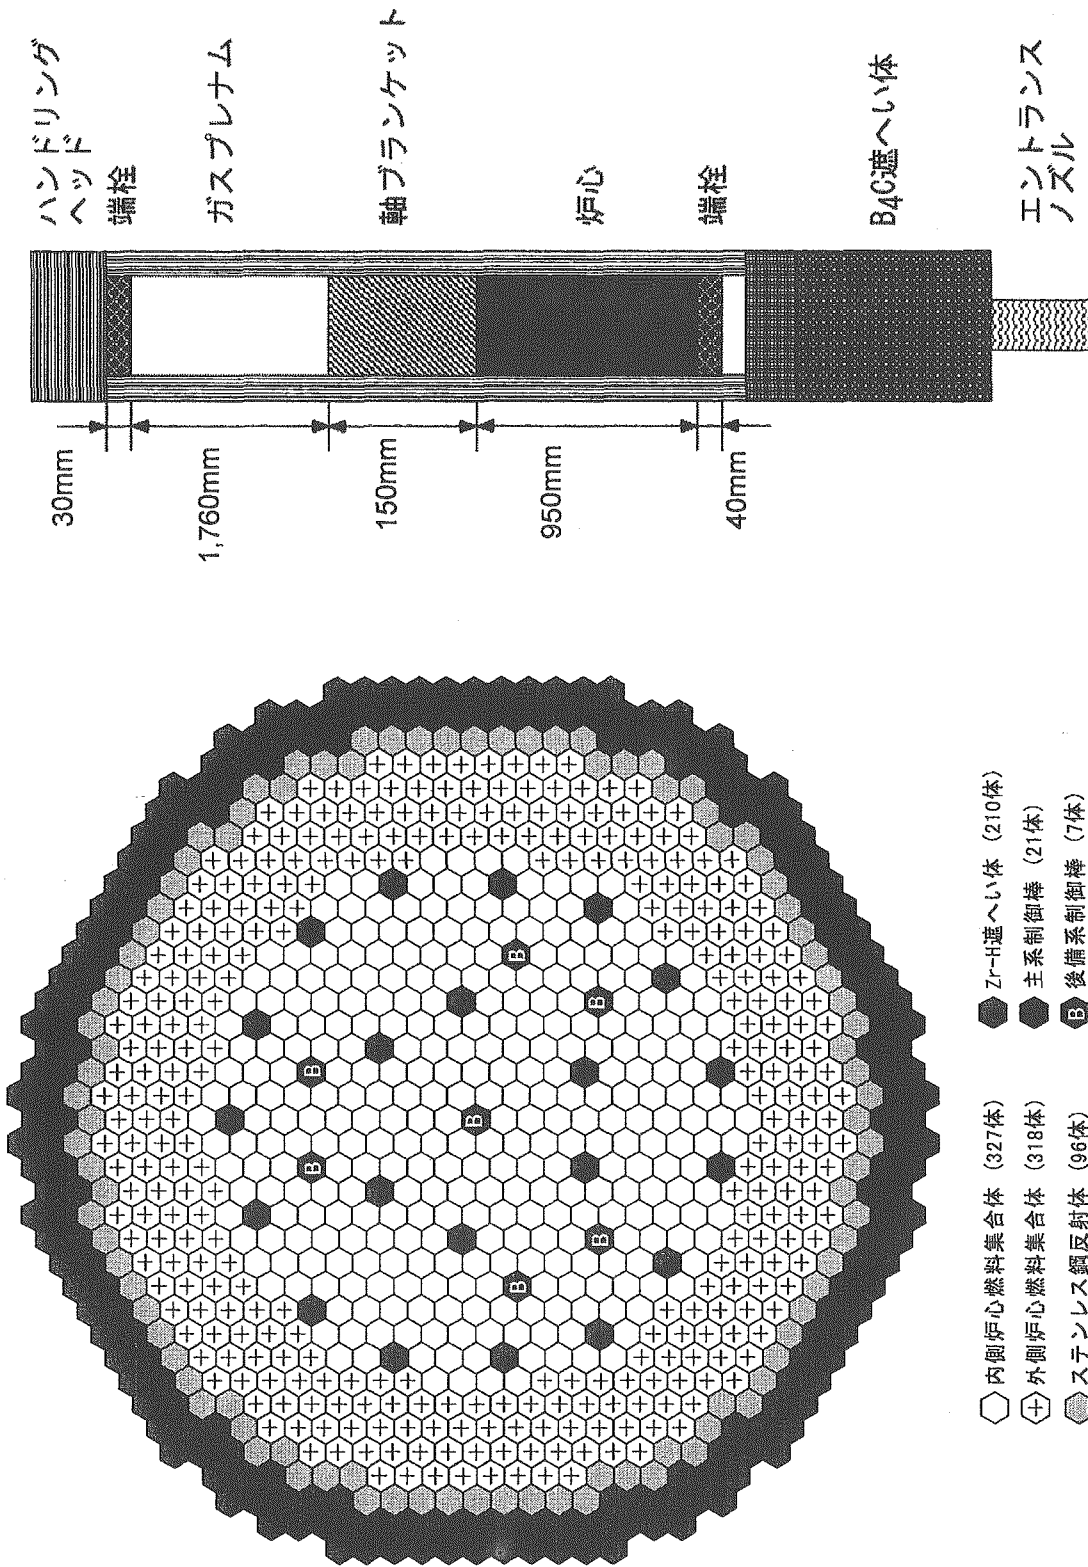 ハンドリング
ヘッド
端栓
ガスプレナム
軸ブランケット
炉心
端栓
B4C遮へい体
エントランス
ノズル
30mm
1,760mm
150mm
950mm
40mm
B
B
B
B
B
B
B
内側炉心燃料集合体 (327体)
外側炉心燃料集合体 (318体)
ステンレス鋼反射体 (96体)
Zr-H遮へい体 (210体)
主系制御棒 (21体)
B 後備系制御棒 (7体)